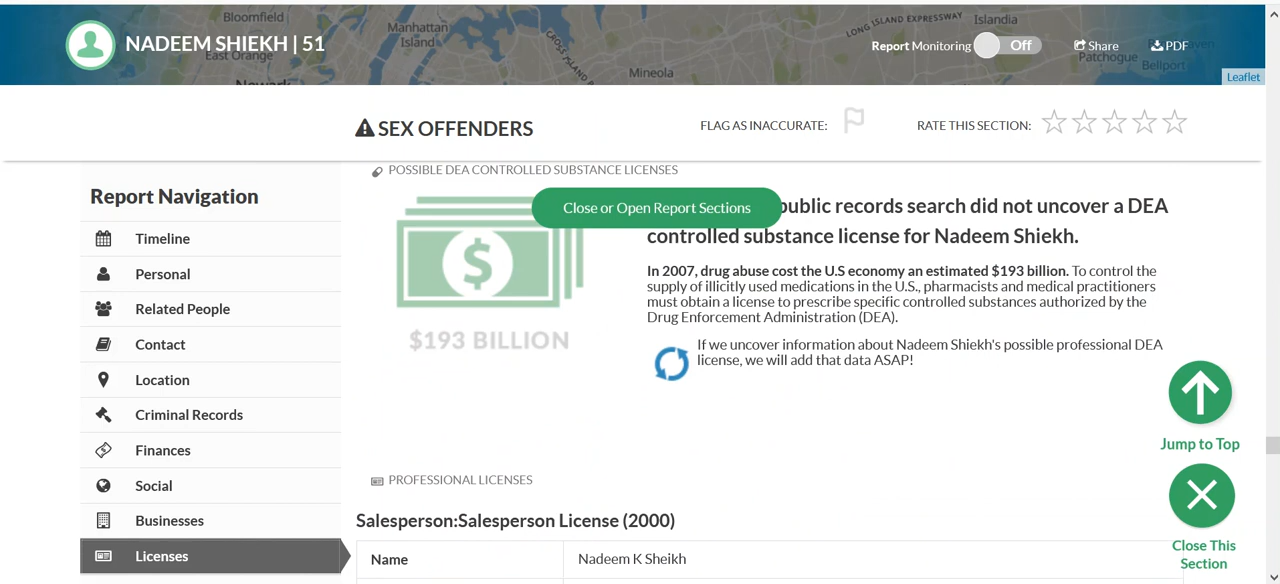 Bloomfield
Manhattan
Island
East Orange
Newark
CROSS ISLAND P
Mineola
LONG ISLAND EXPRESSWAY
Islandia
Patchogue
Bellport
NADEEM SHIEKH | 51
Report Monitoring Off
Share
PDF
Leaflet
SEX OFFENDERS
FLAG AS INACCURATE:
RATE THIS SECTION:
Report Navigation
Timeline
Personal
Related People
Contact
Location
Criminal Records
Finances
Social
Businesses
Licenses
POSSIBLE DEA CONTROLLED SUBSTANCE LICENSES
Close or Open Report Sections
$193 BILLION
public records search did not uncover a DEA
controlled substance license for Nadeem Shiekh.
In 2007, drug abuse cost the U.S economy an estimated $193 billion. To control the
supply of illicitly used medications in the U.S., pharmacists and medical practitioners
must obtain a license to prescribe specific controlled substances authorized by the
Drug Enforcement Administration (DEA).
If we uncover information about Nadeem Shiekh's possible professional DEA
license, we will add that data ASAP!
PROFESSIONAL LICENSES
Salesperson:Salesperson License (2000)
Name
Nadeem K Sheikh
Jump to Top
Close This
Section